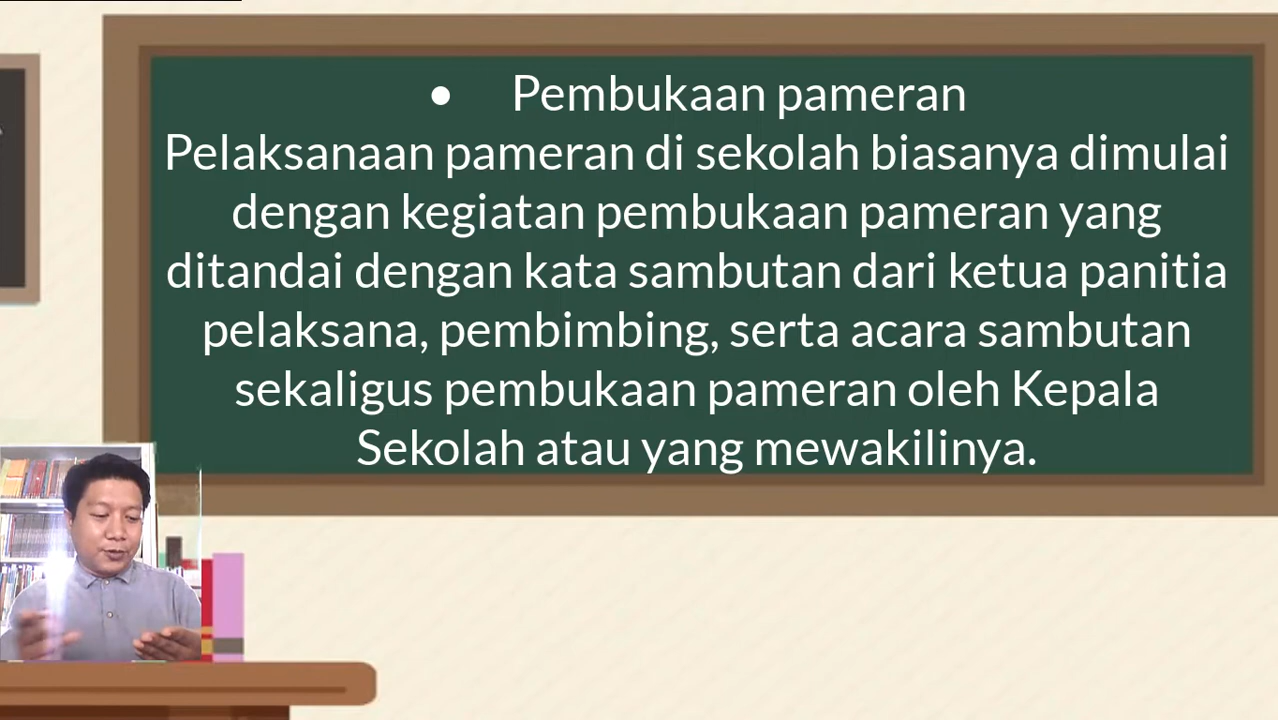 • Pembukaan pameran
Pelaksanaan pameran di sekolah biasanya dimulai
dengan kegiatan pembukaan pameran yang
ditandai dengan kata sambutan dari ketua panitia
pelaksana, pembimbing, serta acara sambutan
sekaligus pembukaan pameran oleh Kepala
Sekolah atau yang mewakilinya.